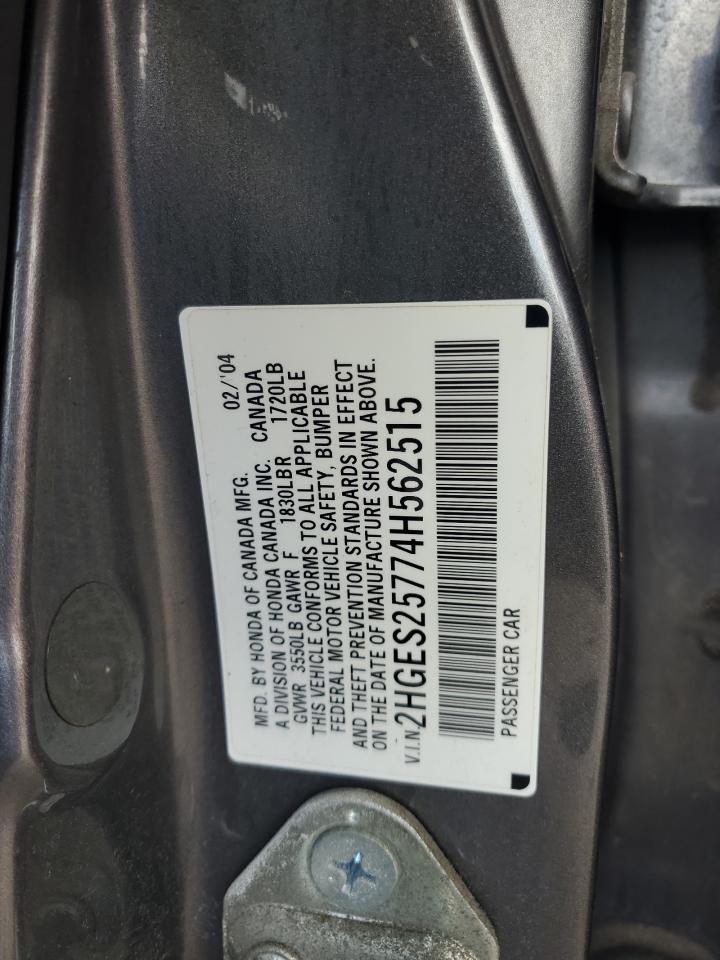 MFD. BY HONDA OF CANADA MFG. 02/'04
A DIVISION OF HONDA CANADA INC. CANADA
GVWR 3550LB GAWR F 1830LBR 1720LB
THIS VEHICLE CONFORMS TO ALL APPLICABLE
FEDERAL MOTOR VEHICLE SAFETY, BUMPER
AND THEFT PREVENTION STANDARDS IN EFFECT
ON THE DATE OF MANUFACTURE SHOWN ABOVE.
V.I.N. 2HGES25774H562515
PASSENGER CAR